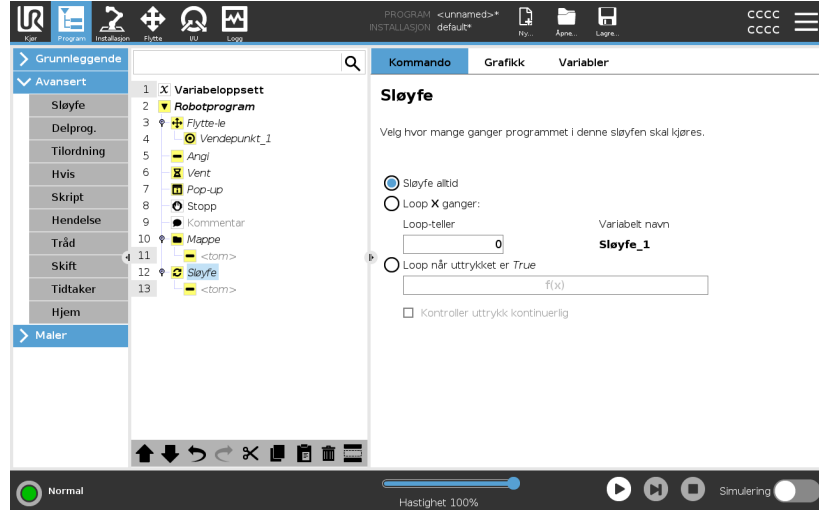 UR
Kjør
Program
Installasjon
Flytte
I/U
Logg
PROGRAM <unnamed>*
INSTALLASJON default*
Ny...
Åpne...
Lagre...
cccc
cccc
Grunnleggende
Avansert
Sløyfe
Delprog.
Tilordning
Hvis
Skript
Hendelse
Tråd
Skift
Tidtaker
Hjem
Maler
1 X Variabeloppsett
2 Robotprogram
3 Flytte-le
4 Vendepunkt_1
5 Angi
6 Vent
7 Pop-up
8 Stopp
9 Kommentar
10 Mappe
11 <tom>
12 Sløyfe
13 <tom>
Kommando Grafikk Variabler
Sløyfe
Velg hvor mange ganger programmet i denne sløyfen skal kjøres.
Sløyfe alltid
Loop X ganger:
Loop-teller Variabelt navn
0 Sløyfe_1
Loop når uttrykket er True
f(x)
Kontroller uttrykk kontinuerlig
Normal
Hastighet 100%
Simulering